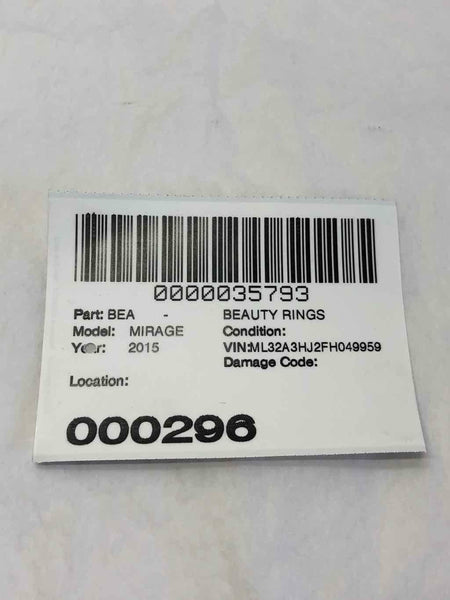 0000035793
Part: BEA - BEAUTY RINGS
Model: MIRAGE Condition:
Year: 2015 VIN:ML32A3HJ2FH049959
Damage Code:
Location:
000296